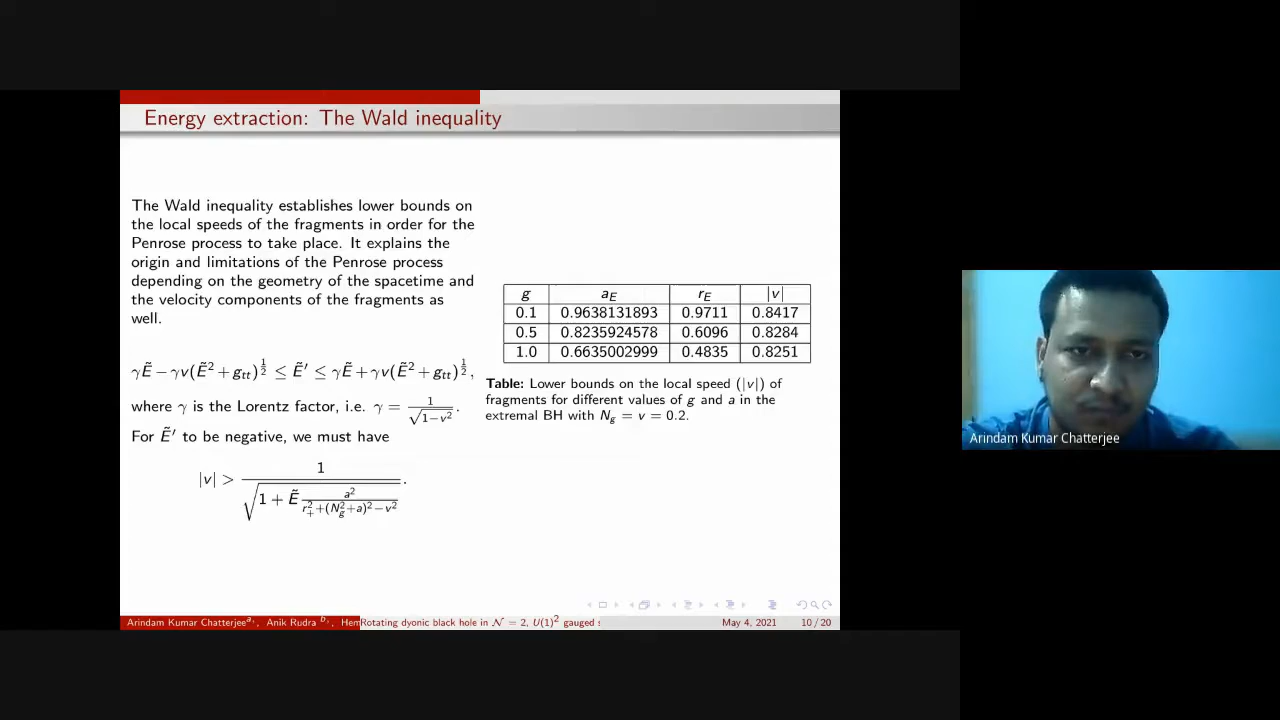 Energy extraction: The Wald inequality
The Wald inequality establishes lower bounds on
the local speeds of the fragments in order for the
Penrose process to take place. It explains the
origin and limitations of the Penrose process
depending on the geometry of the spacetime and
the velocity components of the fragments as
well.
γẼ − γv(Ẽ² + g_tt)^{1/2} ≤ Ẽ′ ≤ γẼ + γv(Ẽ² + g_tt)^{1/2},
where γ is the Lorentz factor, i.e. γ = 1/√(1−v²).
For Ẽ′ to be negative, we must have
|v| > 1/√(1 + Ẽ a²/(r₊² + (N_g² + a)² − v²)).
g a_E r_E |v|
0.1 0.9638131893 0.9711 0.8417
0.5 0.8235924578 0.6096 0.8284
1.0 0.6635002999 0.4835 0.8251
Table: Lower bounds on the local speed (|v|) of
fragments for different values of g and a in the
extremal BH with N_g = v = 0.2.
Arindam Kumar Chatterjee
Arindam Kumar Chatterjee^a, , Anik Rudra ^b, , Hem Rotating dyonic black hole in 𝒩 = 2, U(1)² gauged s May 4, 2021 10 / 20